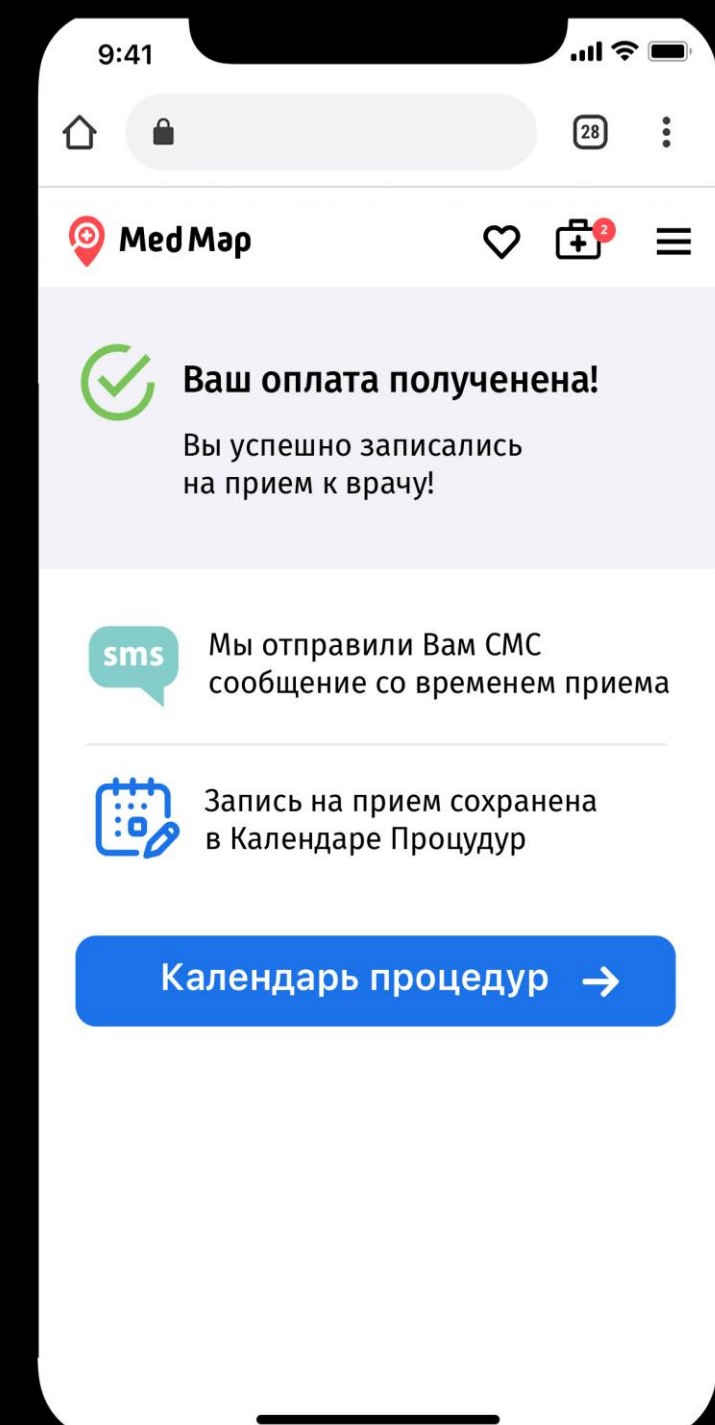 9:41
28
MedMap
2
Ваш оплата полученена!
Вы успешно записались
на прием к врачу!
sms
Мы отправили Вам СМС
сообщение со временем приема
Запись на прием сохранена
в Календаре Процудур
Календарь процедур